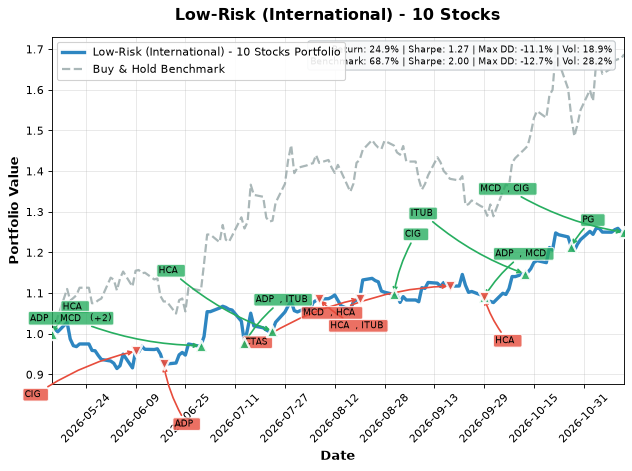 Low-Risk (International) - 10 Stocks
Low-Risk (International) - 10 Stocks Portfolio
Buy & Hold Benchmark
urn: 24.9% | Sharpe: 1.27 | Max DD: -11.1% | Vol: 18.9%
Benchmark: 68.7% | Sharpe: 2.00 | Max DD: -12.7% | Vol: 28.2%
Portfolio Value
1.7
1.6
1.5
1.4
1.3
1.2
1.1
1.0
0.9
MCD , CIG
ITUB
PG
CIG
ADP , MCD
HCA
HCA
ADP , ITUB
ADP , MCD (+2)
MCD , HCA
HCA , ITUB
TAS
HCA
CIG
ADP
2026-05-24
2026-06-09
2026-06-25
2026-07-11
2026-07-27
2026-08-12
2026-08-28
2026-09-13
2026-09-29
2026-10-15
2026-10-31
Date